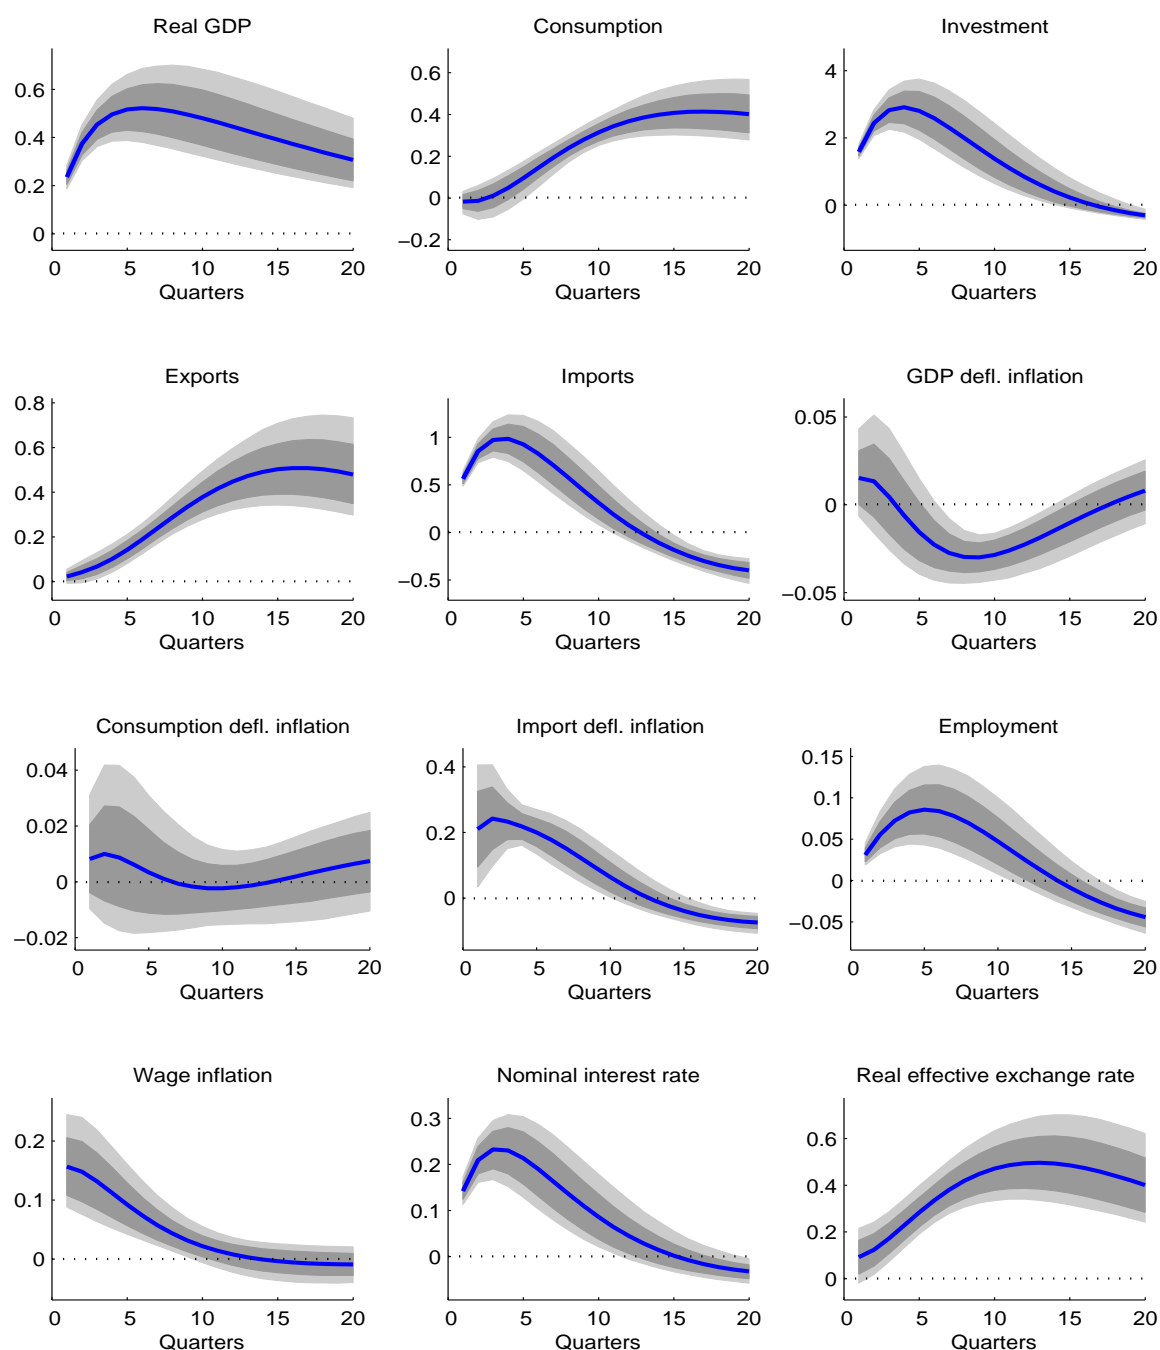 Real GDP
0.6
0.4
0.2
0
0 5 10 15 20
Quarters
Consumption
0.6
0.4
0.2
0
−0.2
0 5 10 15 20
Quarters
Investment
4
2
0
0 5 10 15 20
Quarters
Exports
0.8
0.6
0.4
0.2
0
0 5 10 15 20
Quarters
Imports
1
0.5
0
−0.5
0 5 10 15 20
Quarters
GDP defl. inflation
0.05
0
−0.05
0 5 10 15 20
Quarters
Consumption defl. inflation
0.04
0.02
0
−0.02
0 5 10 15 20
Quarters
Import defl. inflation
0.4
0.2
0
0 5 10 15 20
Quarters
Employment
0.15
0.1
0.05
0
−0.05
0 5 10 15 20
Quarters
Wage inflation
0.2
0.1
0
0 5 10 15 20
Quarters
Nominal interest rate
0.3
0.2
0.1
0
0 5 10 15 20
Quarters
Real effective exchange rate
0.6
0.4
0.2
0
0 5 10 15 20
Quarters